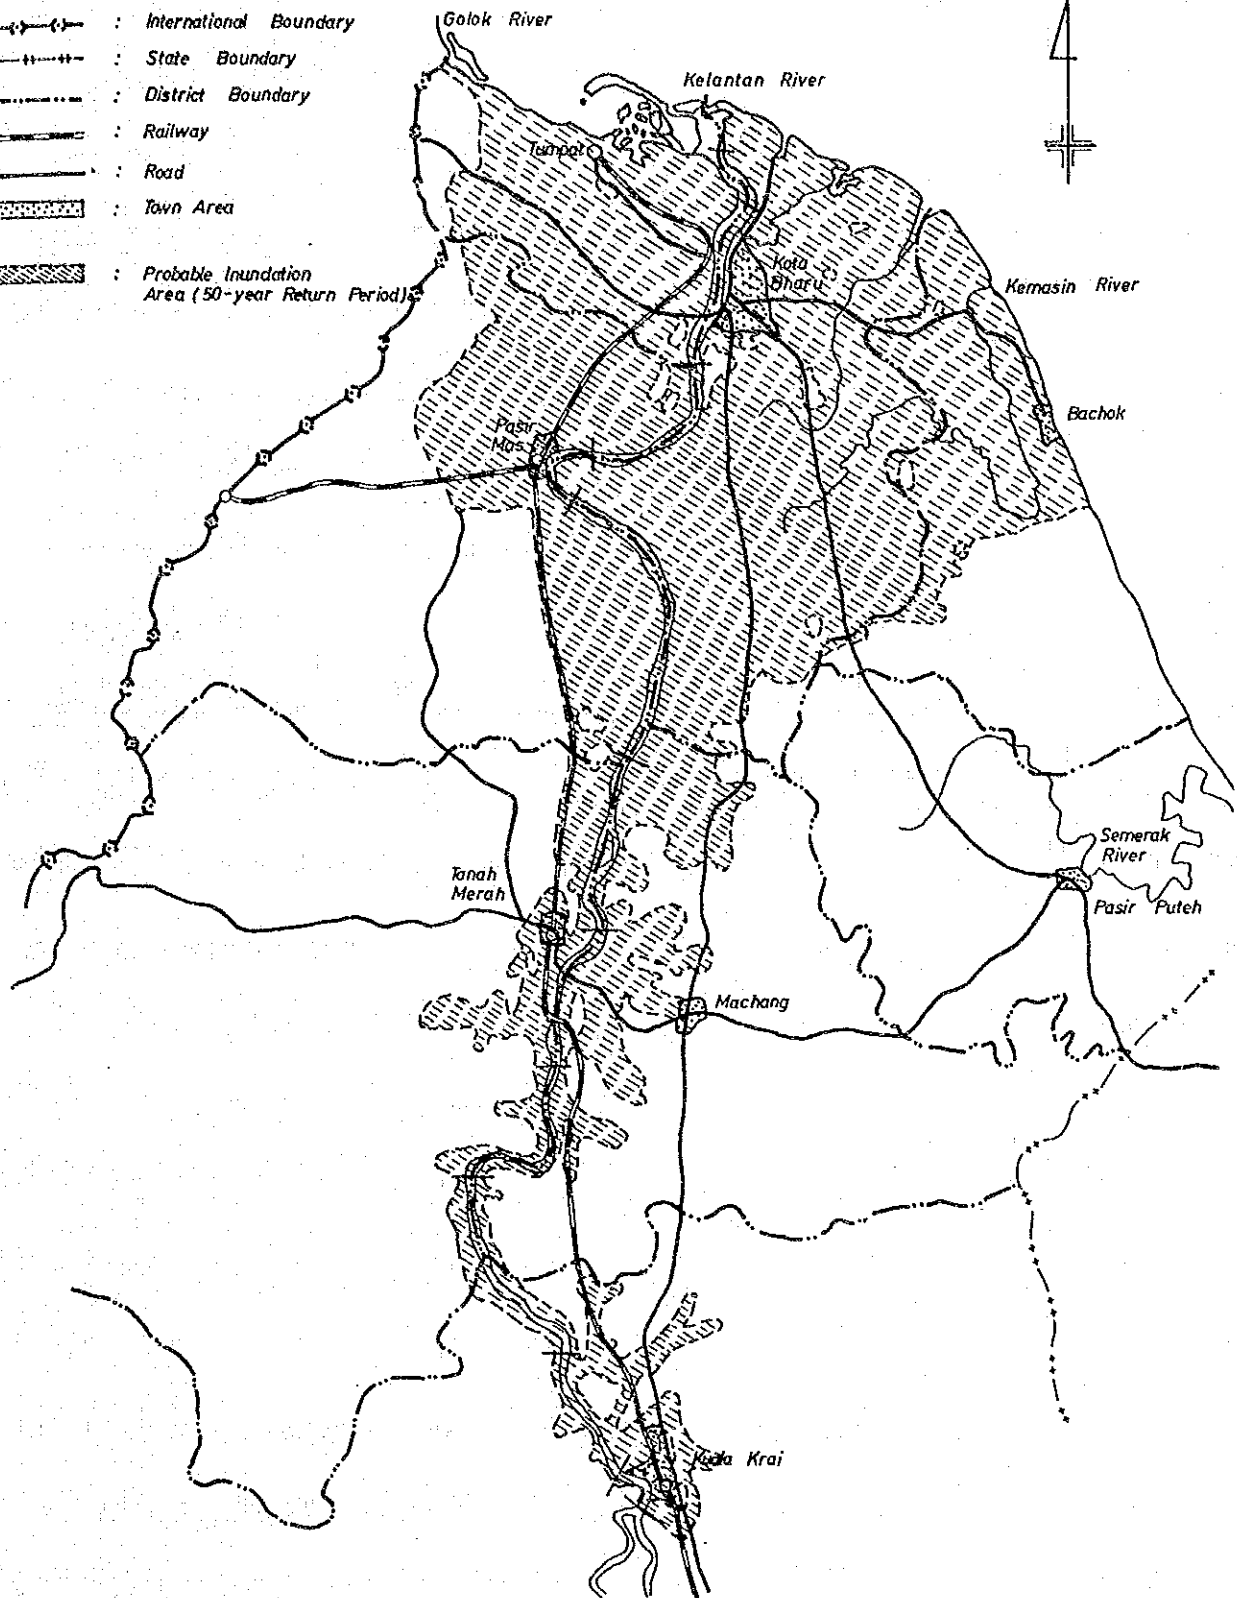 : International Boundary
: State Boundary
: District Boundary
: Railway
: Road
: Town Area
: Probable Inundation
Area (50-year Return Period)
Golok River
Kelantan River
Tumpat
Kota
Bharu
Kemasin River
Bachok
Pasir
Mas
Semerak
River
Pasir Puteh
Tanah
Merah
Machang
Kuala Krai